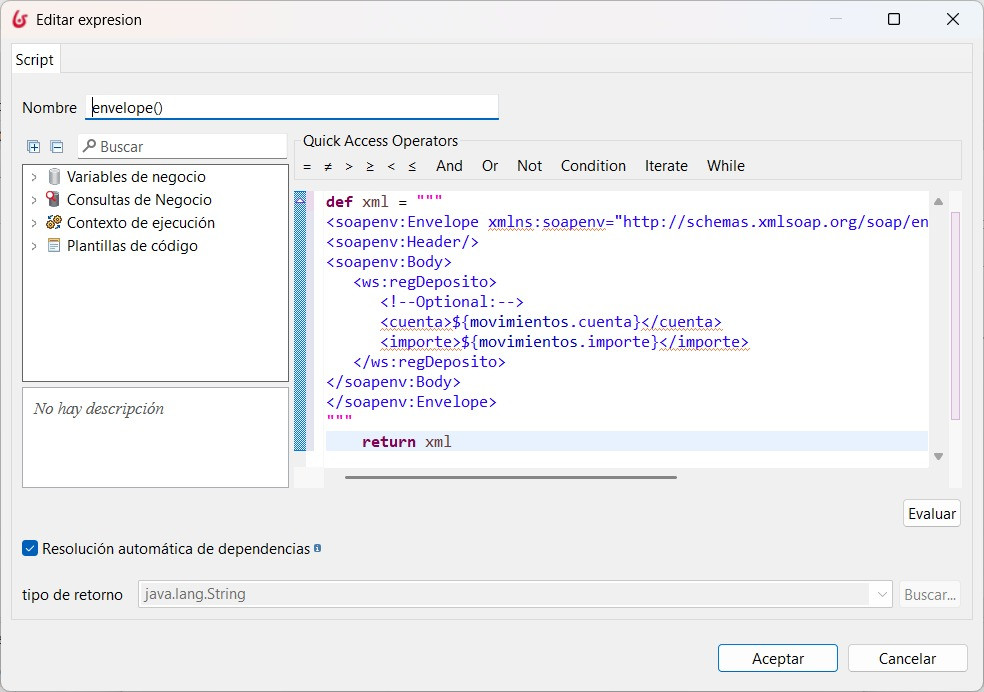 Editar expresion
Script
Nombre envelope()
Buscar
Variables de negocio
Consultas de Negocio
Contexto de ejecución
Plantillas de código
No hay descripción
Quick Access Operators
= ≠ > ≥ < ≤ And Or Not Condition Iterate While
def xml = """
<soapenv:Envelope xmlns:soapenv="http://schemas.xmlsoap.org/soap/en
<soapenv:Header/>
<soapenv:Body>
<ws:regDeposito>
<!--Optional:-->
<cuenta>${movimientos.cuenta}</cuenta>
<importe>${movimientos.importe}</importe>
</ws:regDeposito>
</soapenv:Body>
</soapenv:Envelope>
"""
return xml
Evaluar
Resolución automática de dependencias
tipo de retorno java.lang.String Buscar...
Aceptar Cancelar